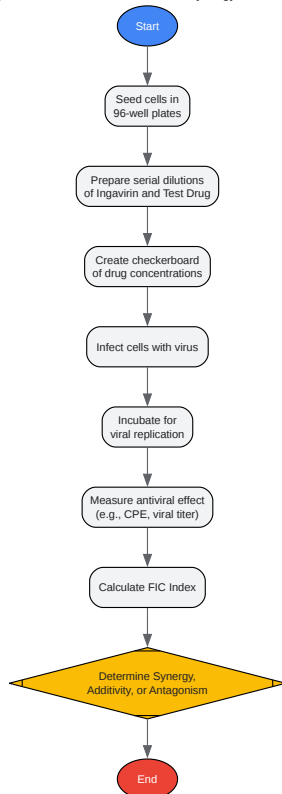 Start
Seed cells in
96-well plates
Prepare serial dilutions
of Ingavirin and Test Drug
Create checkerboard
of drug concentrations
Infect cells with virus
Incubate for
viral replication
Measure antiviral effect
(e.g., CPE, viral titer)
Calculate FIC Index
Determine Synergy,
Additivity, or Antagonism
End